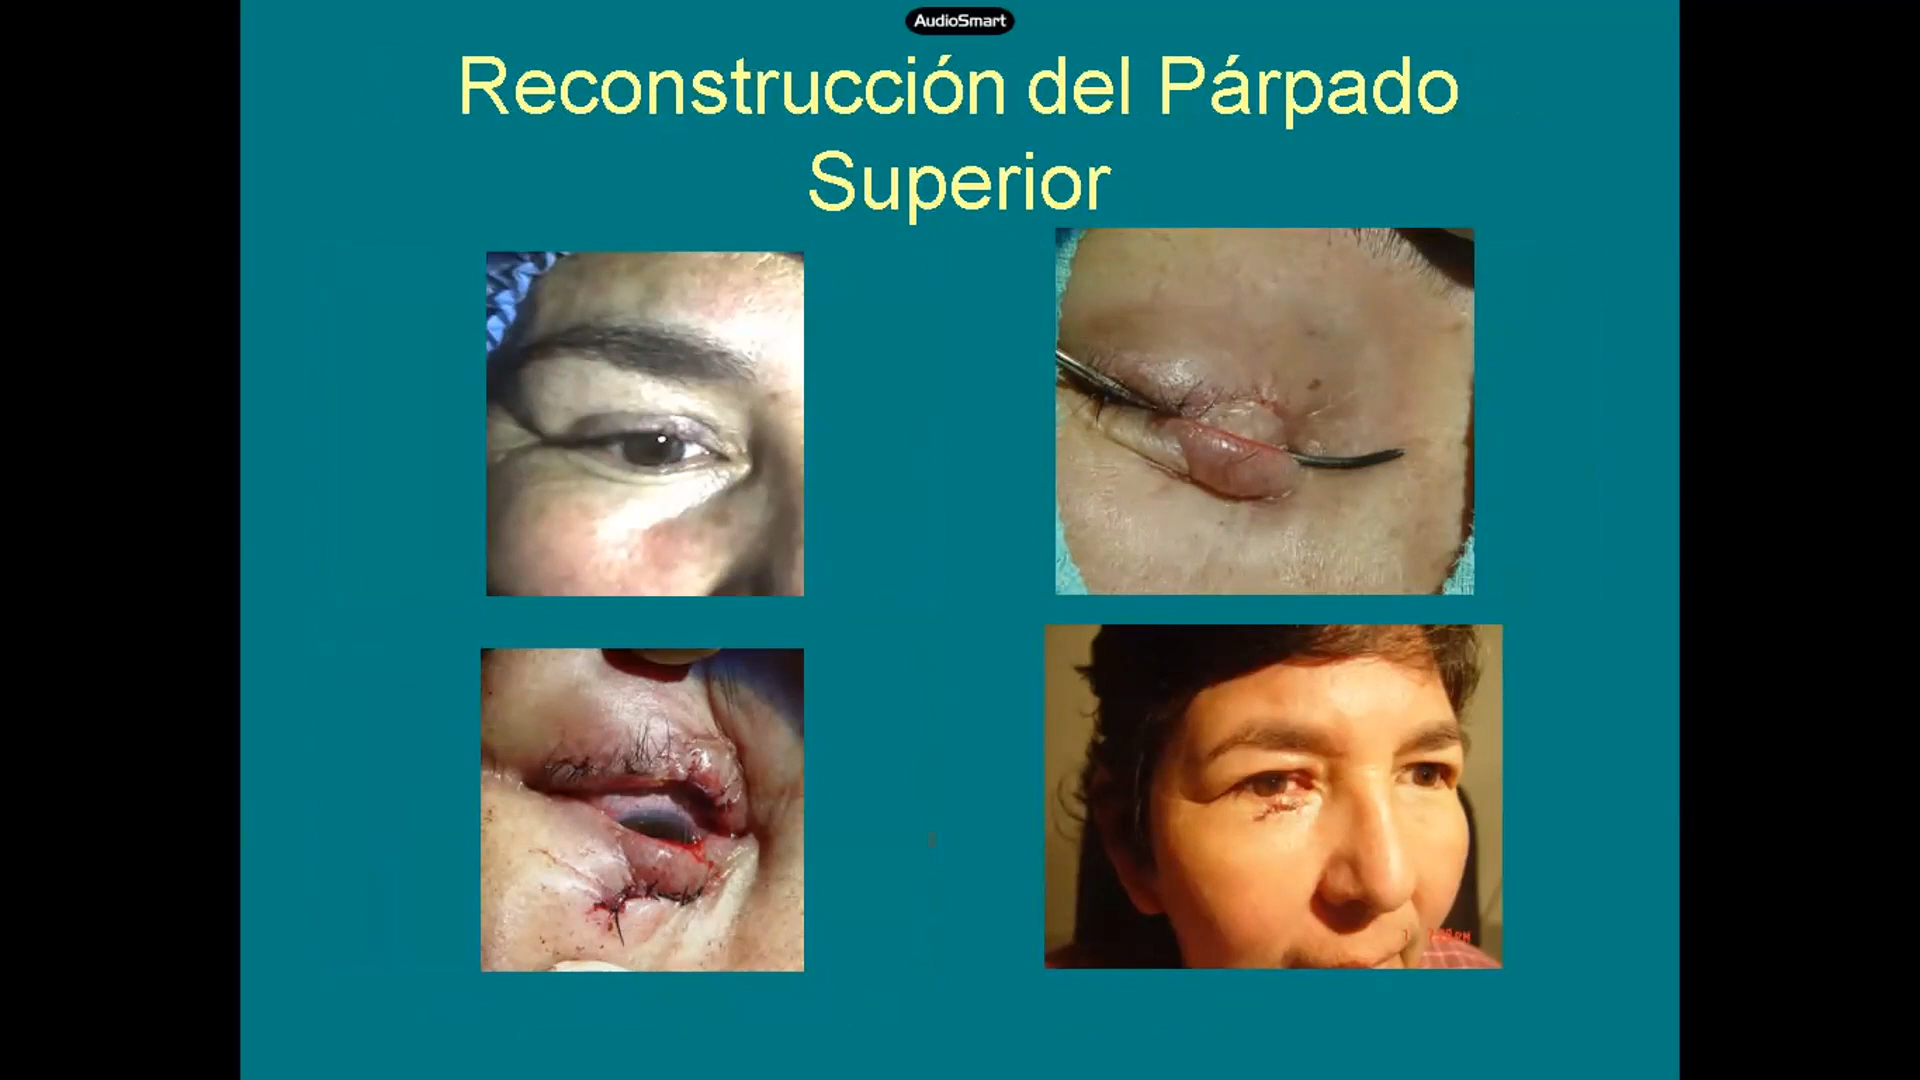 AudioSmart
Reconstrucción del Párpado
Superior